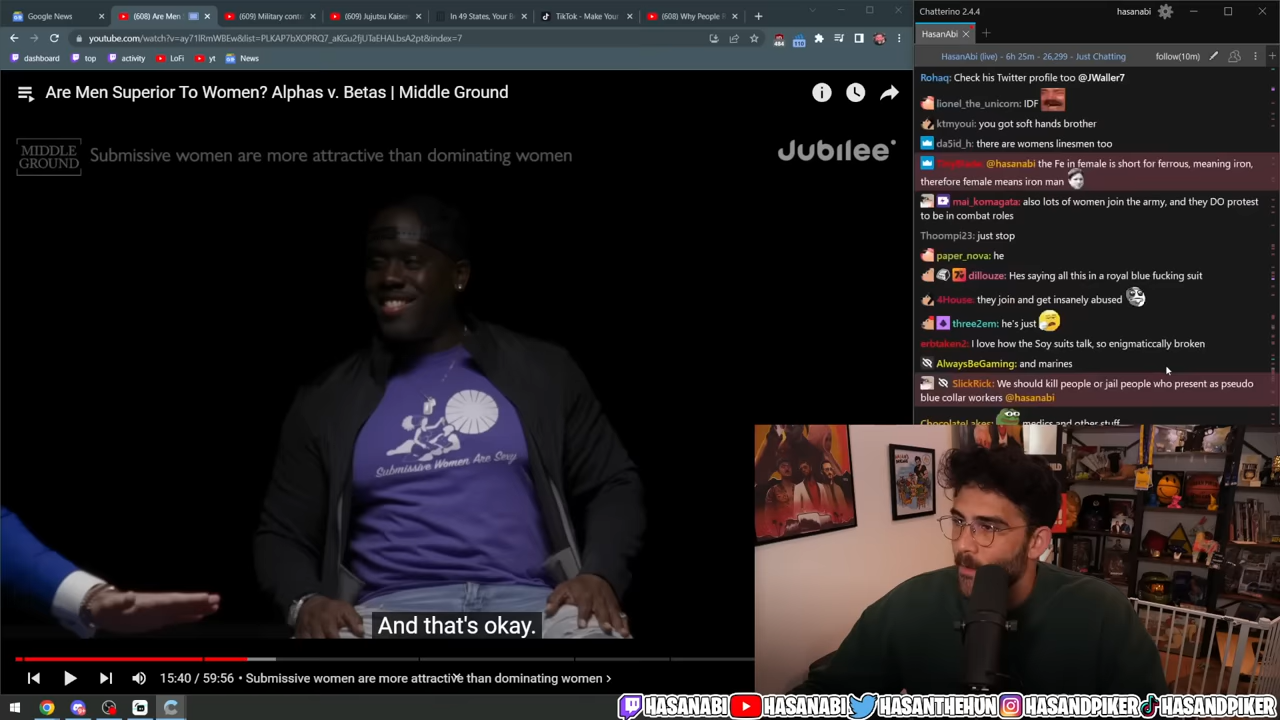 Google News
(608) Are Men
(609) Military contr
(609) Jujutsu Kaisen
In 49 States, Your B
TikTok - Make Your
(608) Why People F
youtube.com/watch?v=ay71IRmWBEw&list=PLKAP7bXOPRQ7_aKGu2fjUTaEHALbsA2pt&index=7
dashboard
top
activity
LoFi
yt
News
Are Men Superior To Women? Alphas v. Betas | Middle Ground
MIDDLE
GROUND
Submissive women are more attractive than dominating women
Jubilee
Submissive Women Are Sexy
And that's okay.
15:40 / 59:56 • Submissive women are more attractive than dominating women
Chatterino 2.4.4
hasanabi
HasanAbi
HasanAbi (live) - 6h 25m - 26,299 - Just Chatting
follow(10m)
Rohaq: Check his Twitter profile too @JWaller7
lionel_the_unicorn: IDF
ktmyoui: you got soft hands brother
da5id_h: there are womens linesmen too
@hasanabi the Fe in female is short for ferrous, meaning iron,
therefore female means iron man
mai_komagata: also lots of women join the army, and they DO protest
to be in combat roles
Thoompi23: just stop
paper_nova: he
dillouze: Hes saying all this in a royal blue fucking suit
4House: they join and get insanely abused
three2em: he's just
erbtaken2: I love how the Soy suits talk, so enigmaticcally broken
AlwaysBeGaming: and marines
SlickRick: We should kill people or jail people who present as pseudo
blue collar workers @hasanabi
ChocolateLakes: medics and other stuff
HASANABI
HASANABI
HASANTHEHUN
HASANDPIKER
HASANDPIKER